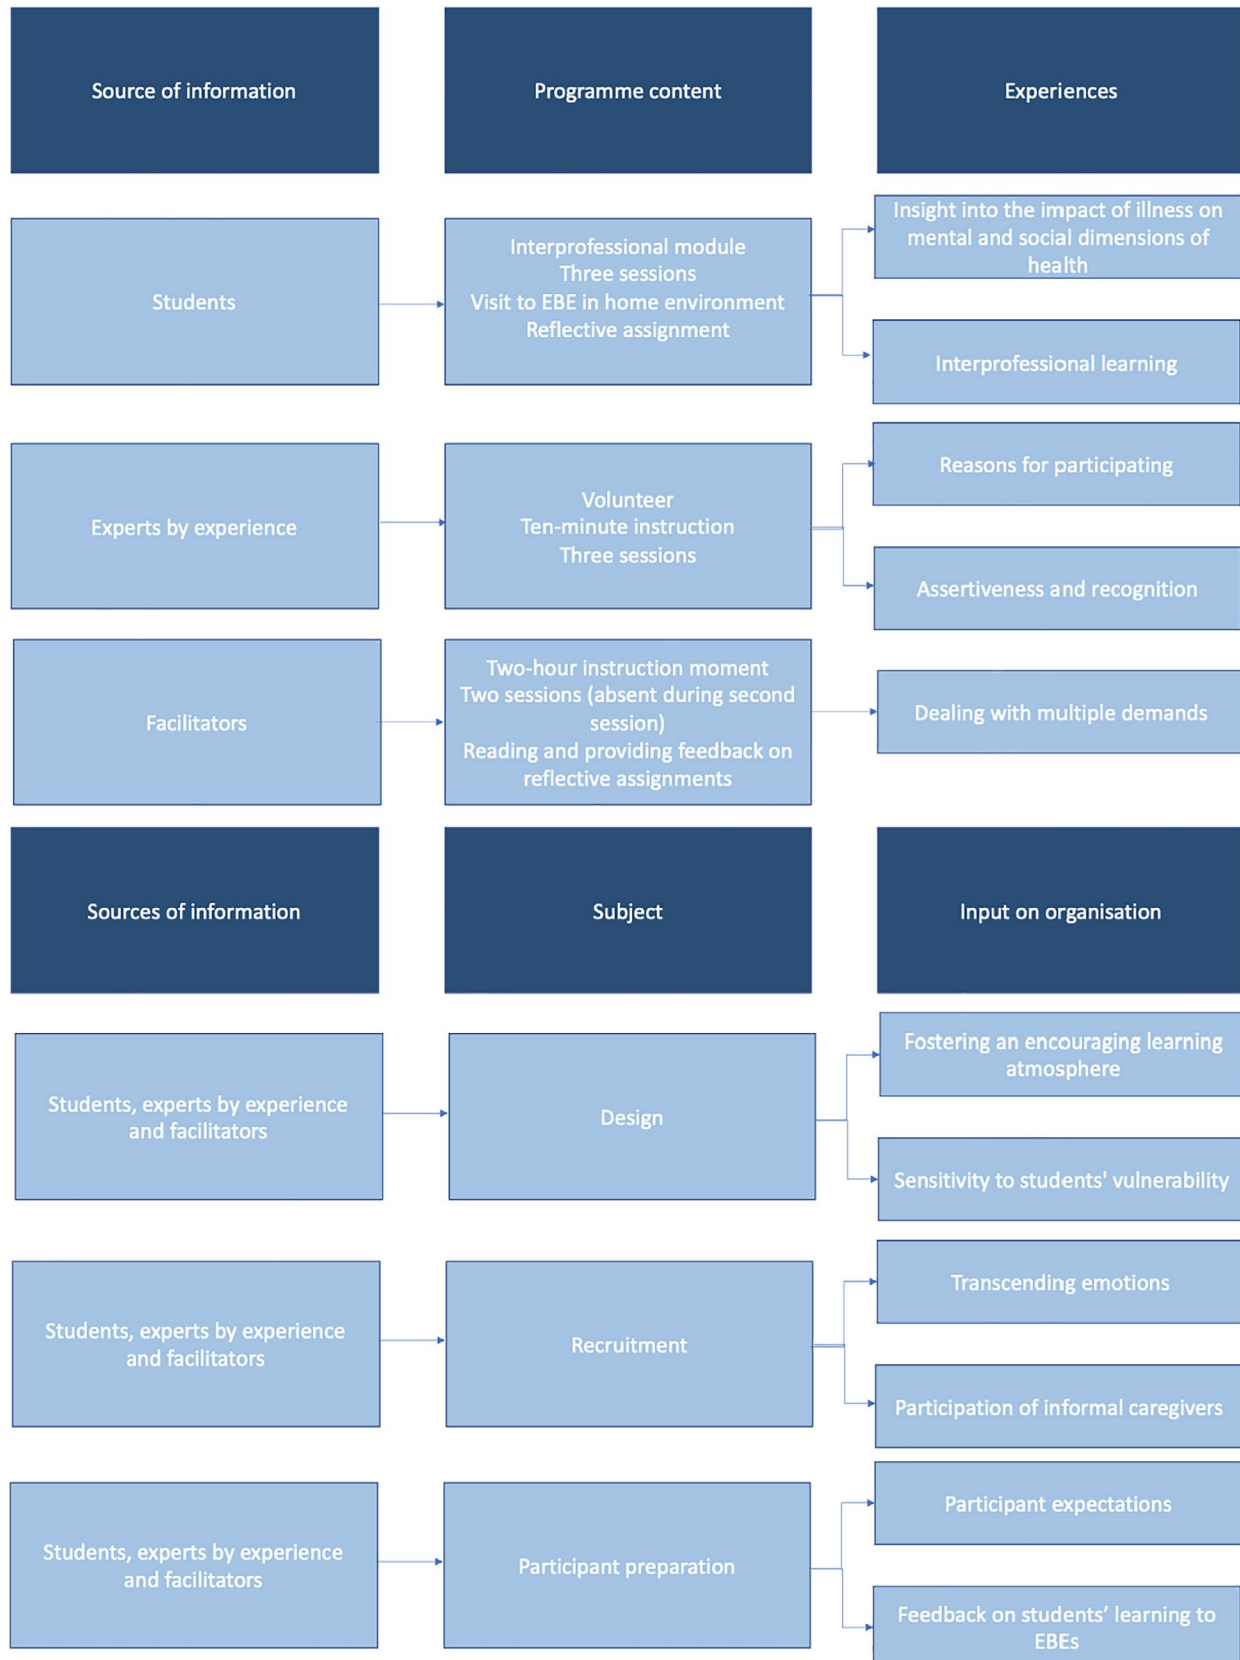 Source of information
Programme content
Experiences
Students
Interprofessional module
Three sessions
Visit to EBE in home environment
Reflective assignment
Insight into the impact of illness on
mental and social dimensions of
health
Interprofessional learning
Experts by experience
Volunteer
Ten-minute instruction
Three sessions
Reasons for participating
Assertiveness and recognition
Facilitators
Two-hour instruction moment
Two sessions (absent during second
session)
Reading and providing feedback on
reflective assignments
Dealing with multiple demands
Sources of information
Subject
Input on organisation
Students, experts by experience
and facilitators
Design
Fostering an encouraging learning
atmosphere
Sensitivity to students' vulnerability
Students, experts by experience
and facilitators
Recruitment
Transcending emotions
Participation of informal caregivers
Students, experts by experience
and facilitators
Participant preparation
Participant expectations
Feedback on students’ learning to
EBEs